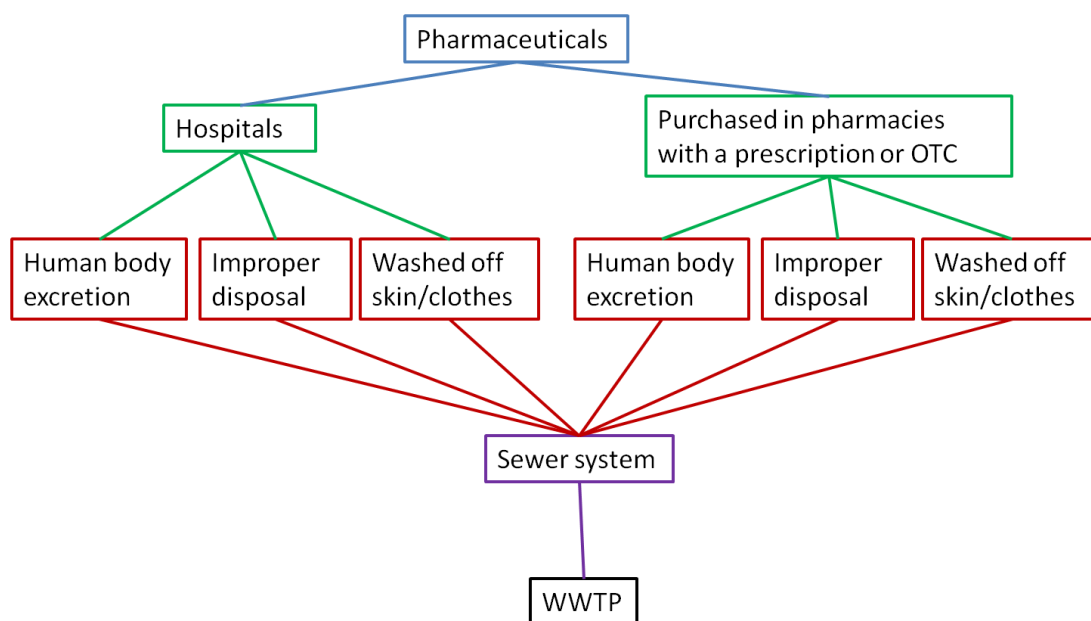 Pharmaceuticals
Hospitals
Purchased in pharmacies
with a prescription or OTC
Human body
excretion
Improper
disposal
Washed off
skin/clothes
Human body
excretion
Improper
disposal
Washed off
skin/clothes
Sewer system
WWTP